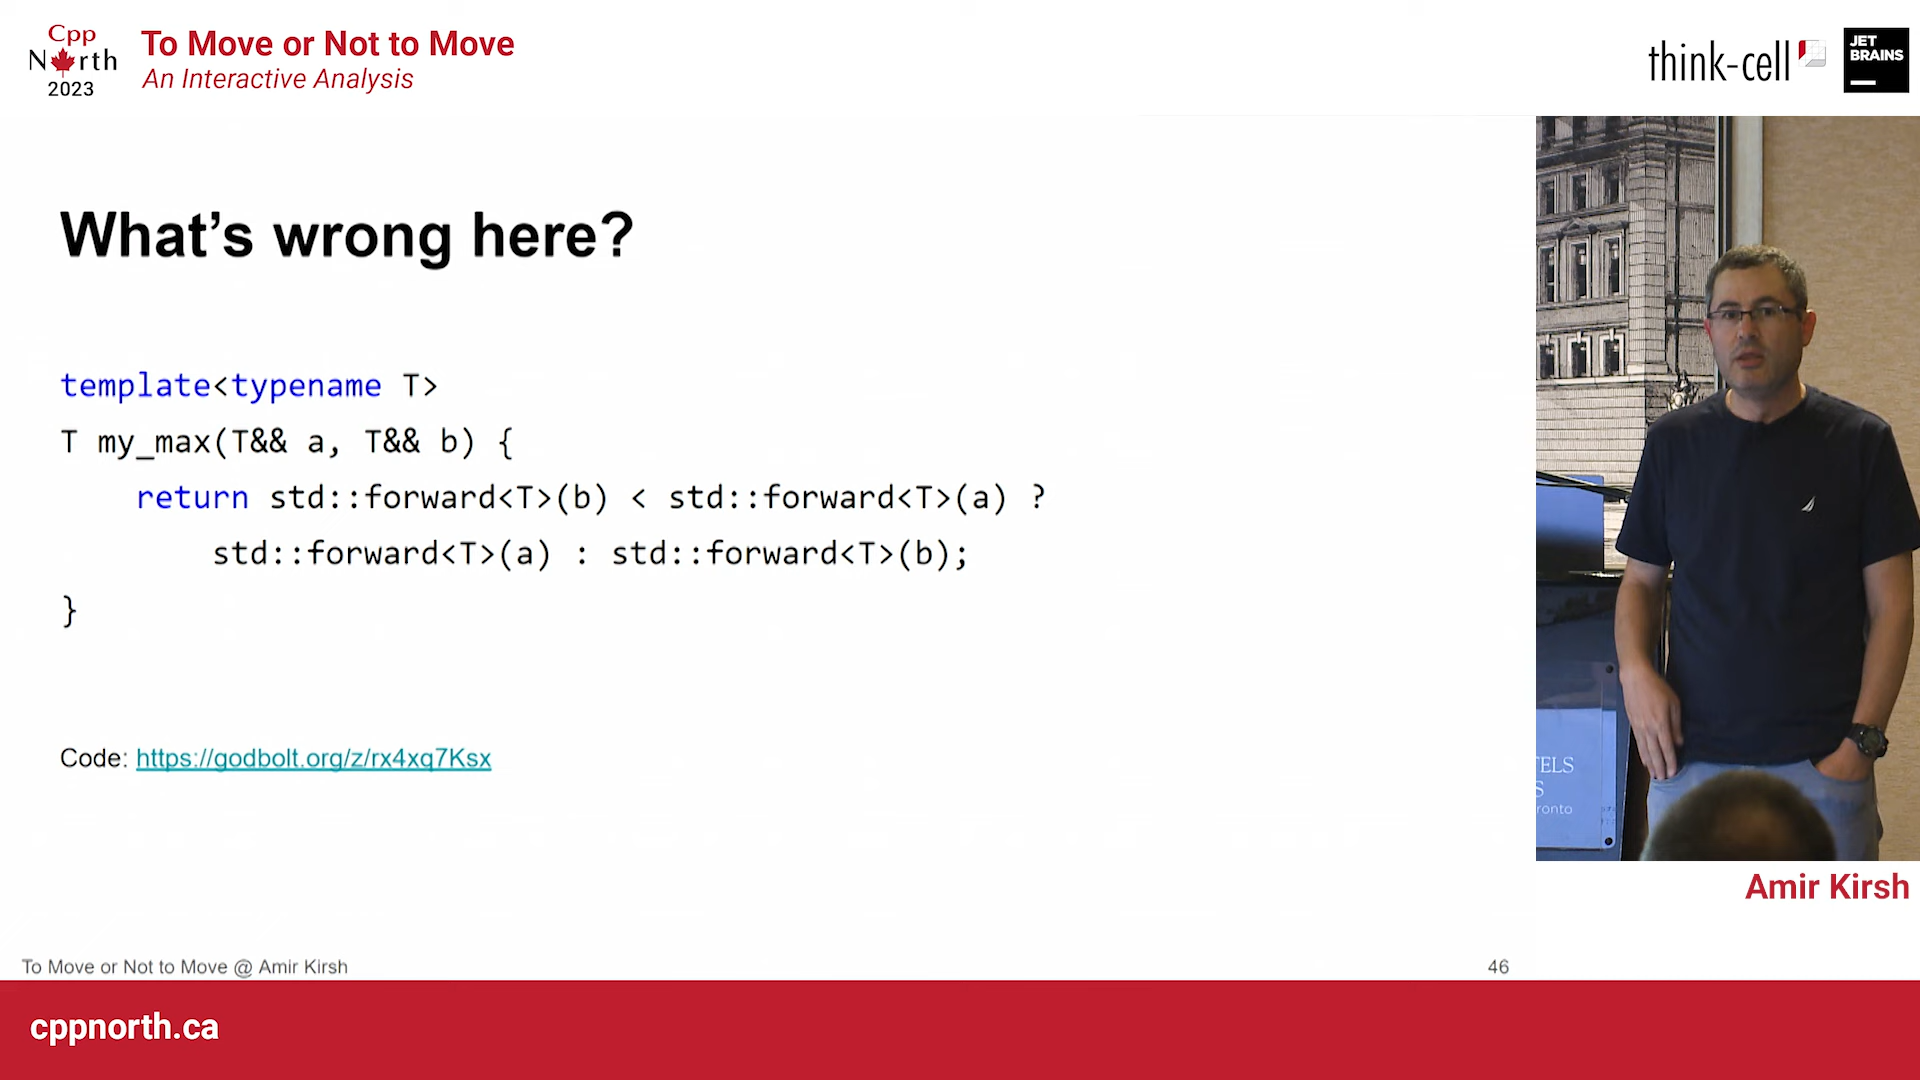 Cpp
North
2023
To Move or Not to Move
An Interactive Analysis
think-cell
JET
BRAINS
What's wrong here?
template<typename T>
T my_max(T&& a, T&& b) {
return std::forward<T>(b) < std::forward<T>(a) ?
std::forward<T>(a) : std::forward<T>(b);
}
Code: https://godbolt.org/z/rx4xq7Ksx
TELS
S
ronto
Amir Kirsh
To Move or Not to Move @ Amir Kirsh
46
cppnorth.ca